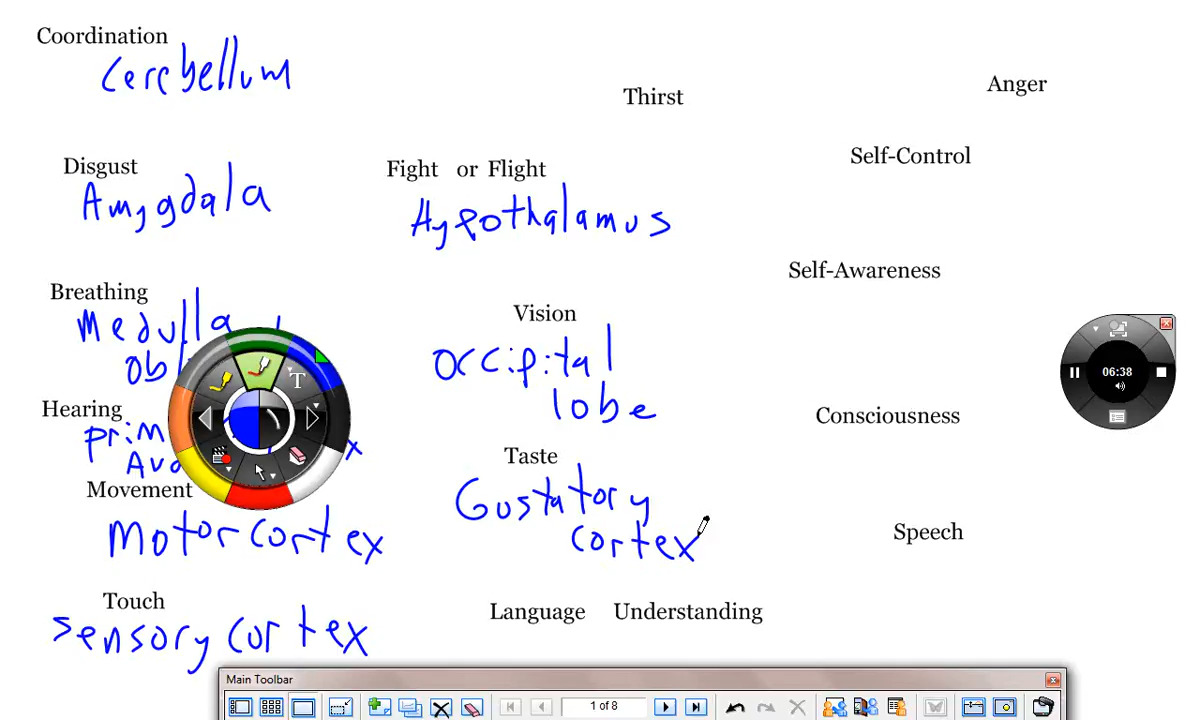 Coordination
Cerebellum
Thirst
Anger
Self-Control
Disgust
Amygdala
Fight or Flight
Hypothalamus
Self-Awareness
Breathing
Medulla
Vision
Occipital
lobe
06:38
Hearing
Consciousness
Taste
Movement
Gustatory
cortex
Motor cortex
Speech
Touch
Sensory cortex
Language Understanding
T
Main Toolbar
1 of 8